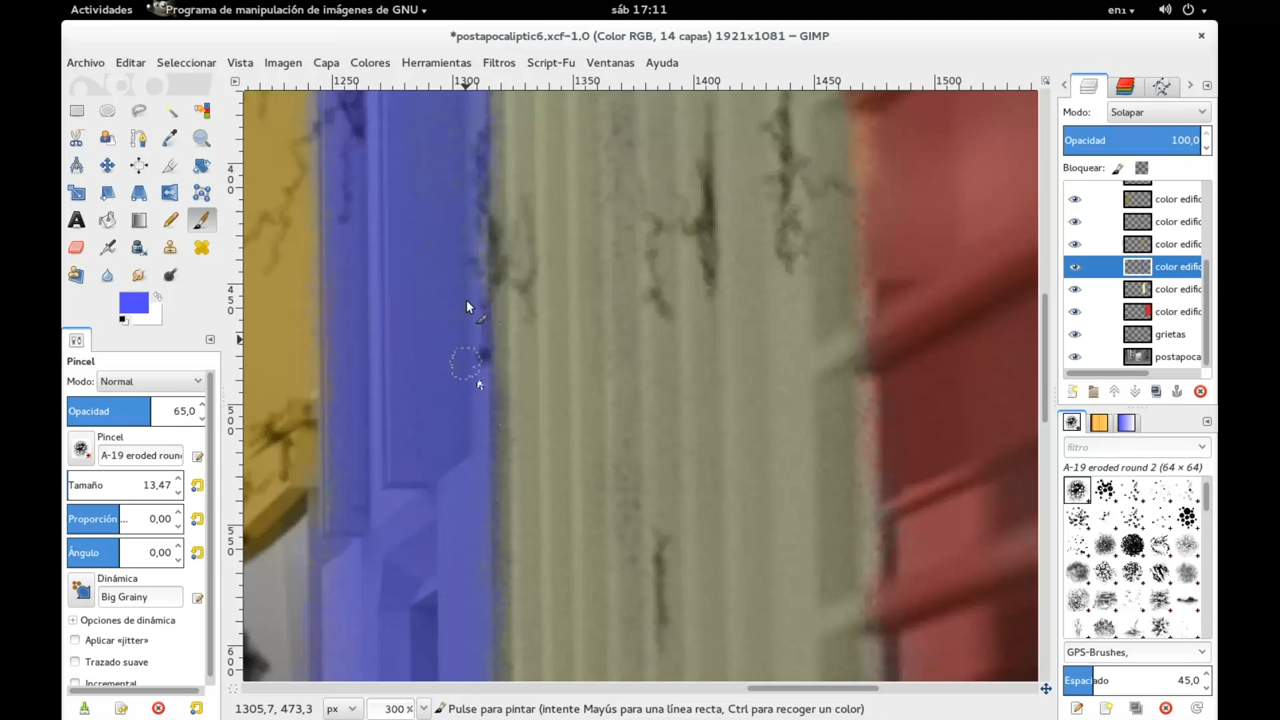 Actividades
Programa de manipulación de imágenes de GNU
sáb 17:11
en₁
*postapocaliptic6.xcf-1.0 (Color RGB, 14 capas) 1921x1081 – GIMP
Archivo Editar Seleccionar Vista Imagen Capa Colores Herramientas Filtros Script-Fu Ventanas Ayuda
1250 1300 1350 1400 1450 1500
400
450
500
550
600
Pincel
Modo: Normal
Opacidad 65,0
Pincel
A-19 eroded roun
Tamaño 13,47
Proporción... 0,00
Ángulo 0,00
Dinámica
Big Grainy
Opciones de dinámica
Aplicar «jitter»
Trazado suave
Incremental
Modo: Solapar
Opacidad 100,0
Bloquear:
color edific
color edific
color edific
color edific
color edific
color edific
grietas
postapoca
filtro
A-19 eroded round 2 (64 × 64)
GPS-Brushes,
Espaciado 45,0
1305,7, 473,3 px 300 % Pulse para pintar (intente Mayús para una línea recta, Ctrl para recoger un color)